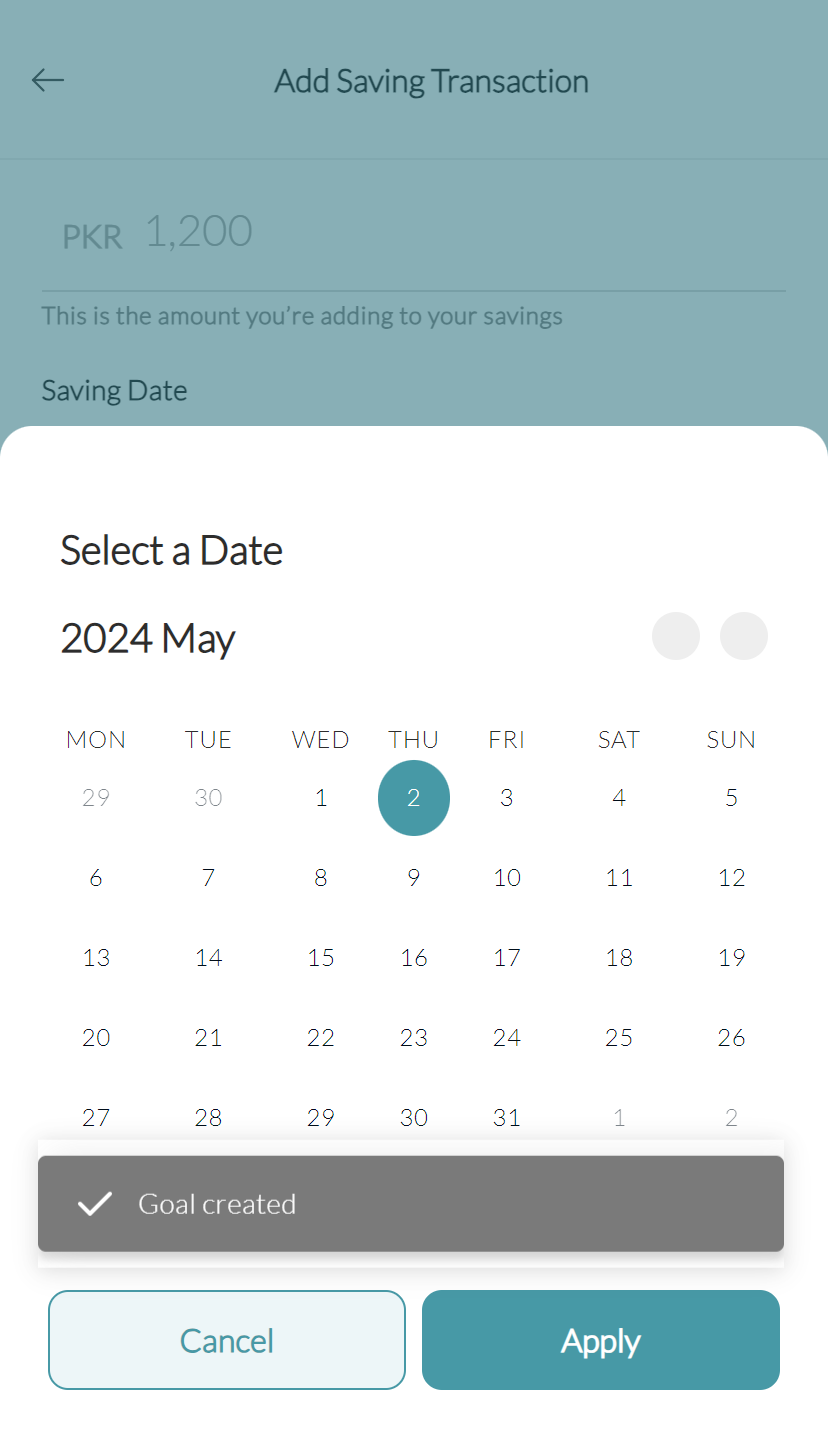 Add Saving Transaction
PKR 1,200
This is the amount you’re adding to your savings
Saving Date
Select a Date
2024 May
MON TUE WED THU FRI SAT SUN
29 30 1 2 3 4 5
6 7 8 9 10 11 12
13 14 15 16 17 18 19
20 21 22 23 24 25 26
27 28 29 30 31 1 2
Goal created
Cancel Apply